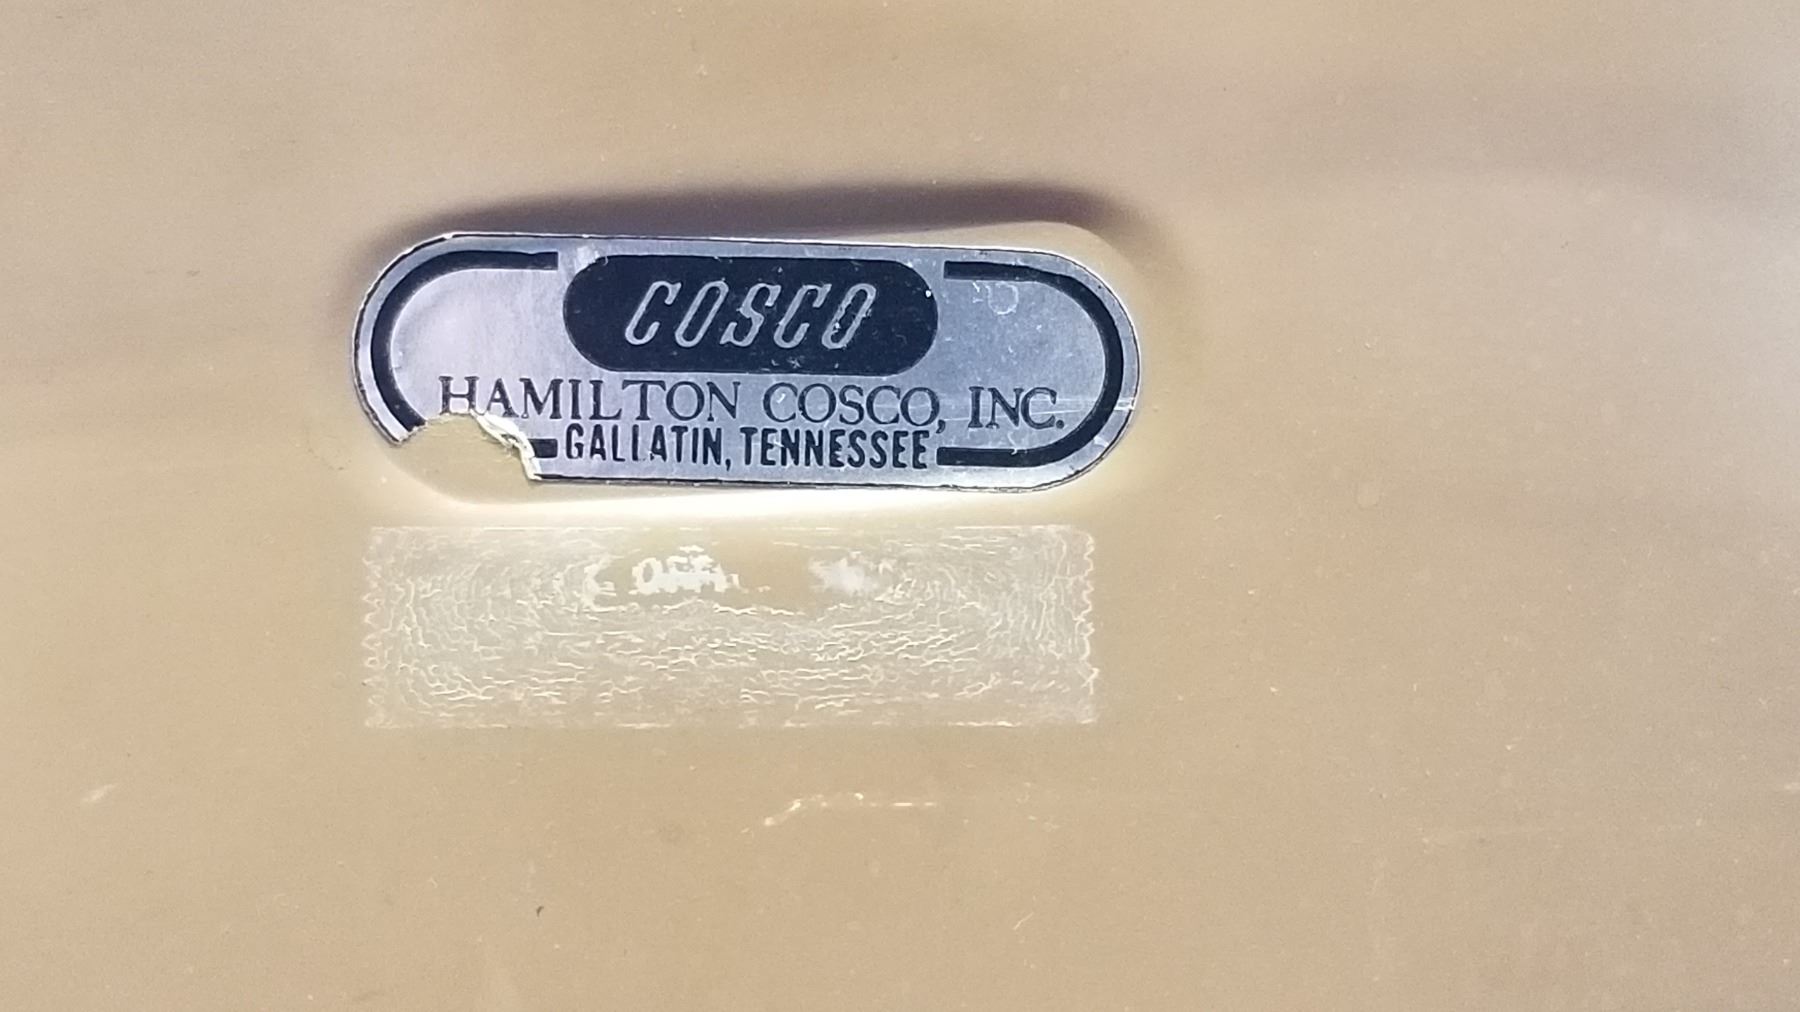 COSCO
HAMILTON COSCO, INC.
GALLATIN, TENNESSEE